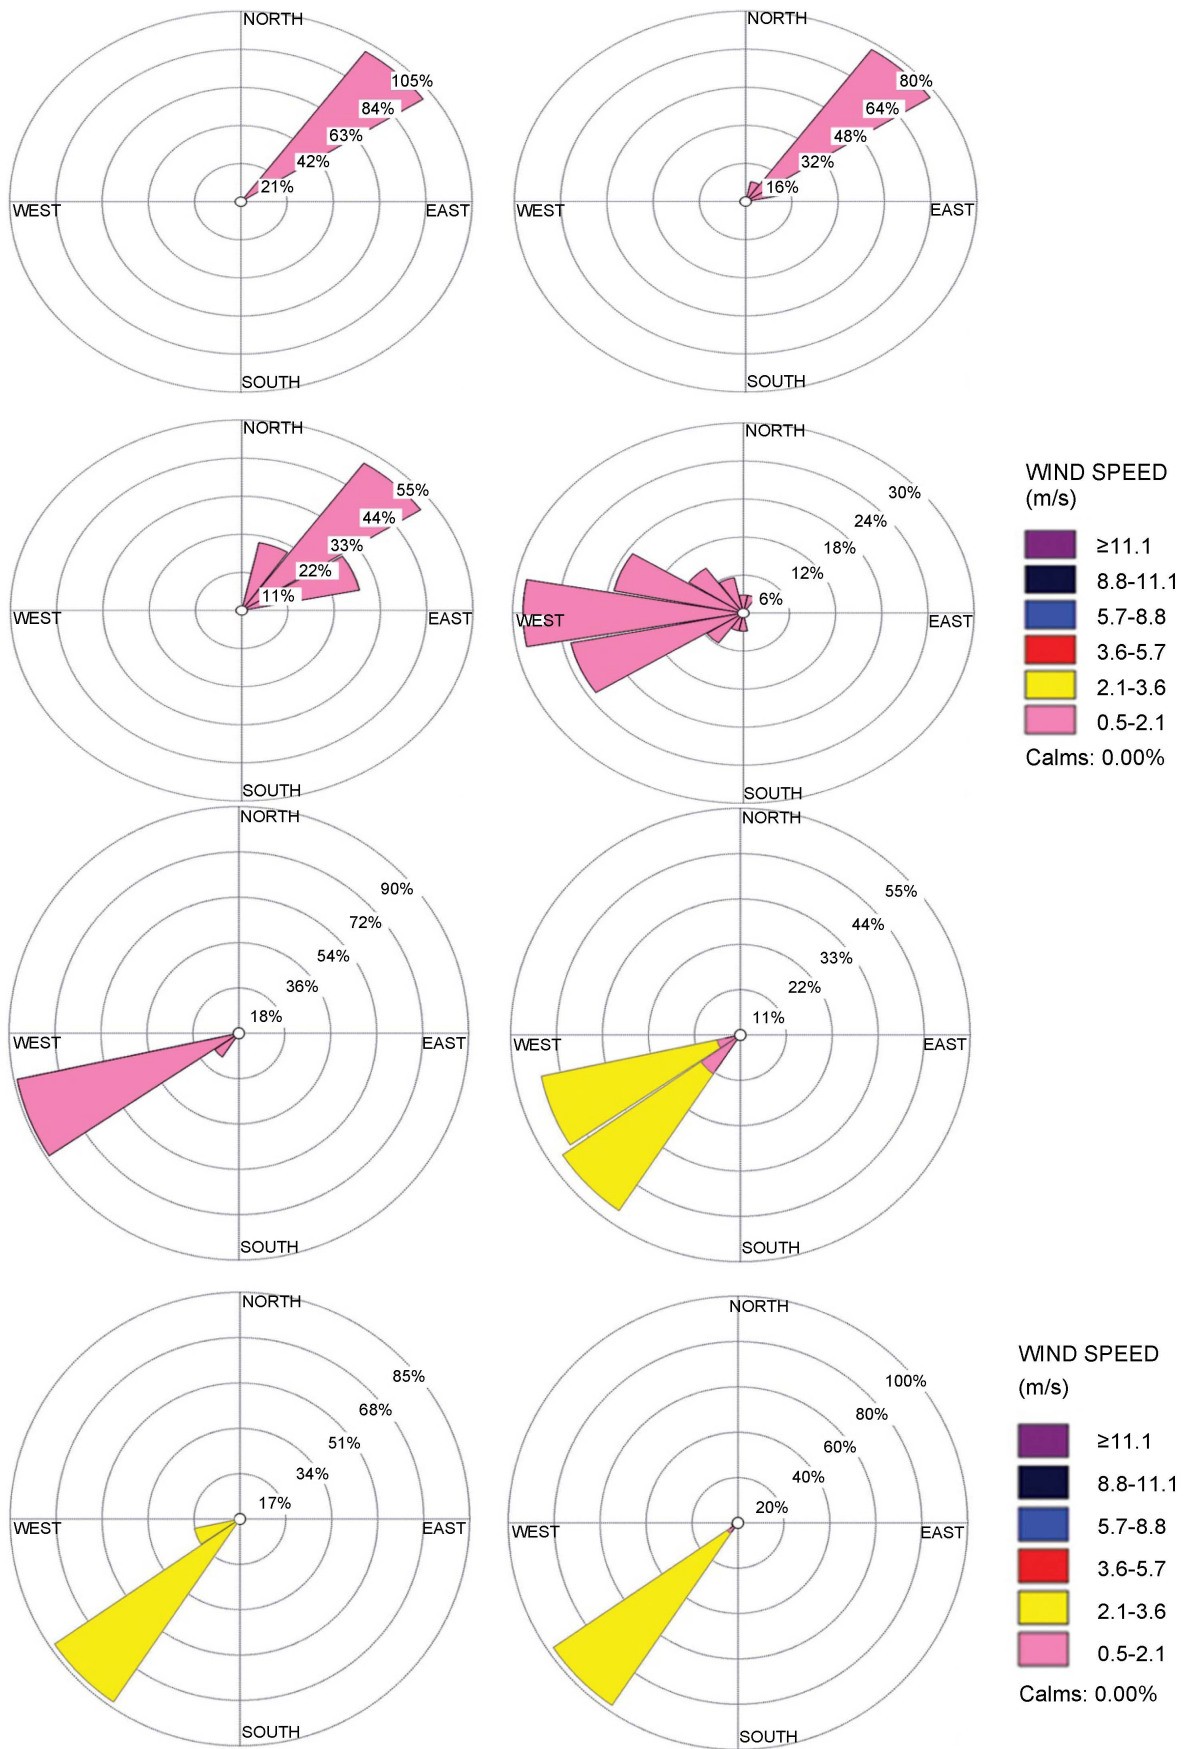 NORTH
105%
84%
63%
42%
21%
WEST
EAST
SOUTH
NORTH
80%
64%
48%
32%
16%
WEST
EAST
SOUTH
NORTH
55%
44%
33%
22%
11%
WEST
EAST
SOUTH
NORTH
30%
24%
18%
12%
6%
WEST
EAST
SOUTH
WIND SPEED
(m/s)
≥11.1
8.8-11.1
5.7-8.8
3.6-5.7
2.1-3.6
0.5-2.1
Calms: 0.00%
NORTH
90%
72%
54%
36%
18%
WEST
EAST
SOUTH
NORTH
55%
44%
33%
22%
11%
WEST
EAST
SOUTH
NORTH
85%
68%
51%
34%
17%
WEST
EAST
SOUTH
NORTH
100%
80%
60%
40%
20%
WEST
EAST
SOUTH
WIND SPEED
(m/s)
≥11.1
8.8-11.1
5.7-8.8
3.6-5.7
2.1-3.6
0.5-2.1
Calms: 0.00%